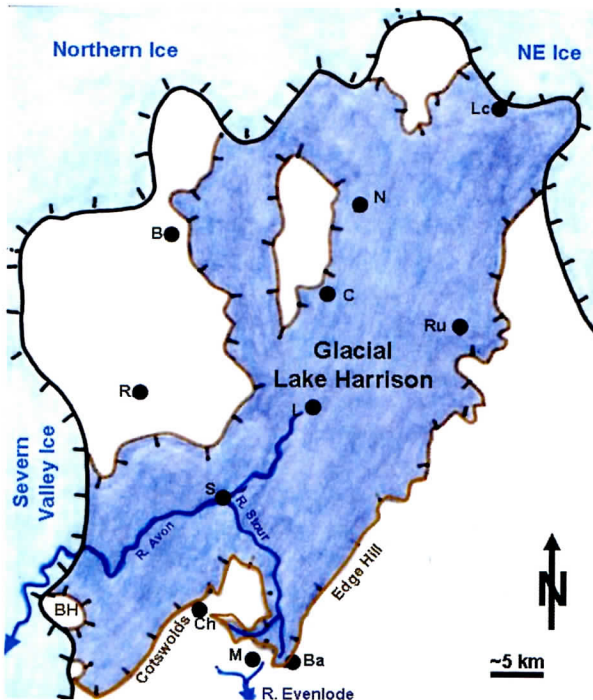 Northern Ice
NE Ice
Lc
N
B
C
Ru
Glacial
Lake Harrison
R
L
Severn
Valley Ice
S
R. Stour
R. Avon
Edge Hill
N
BH
Ch
Cotswolds
M
Ba
~5 km
R. Evenlode